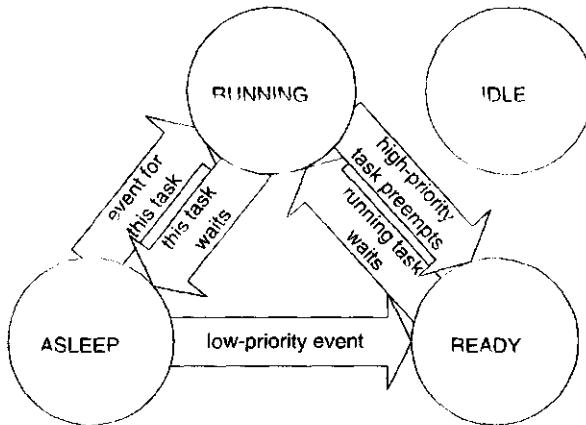 RUNNING
IDLE
event for
this task
this task
waits
high-priority
task preempts
running task
waits
ASLEEP
low-priority event
READY